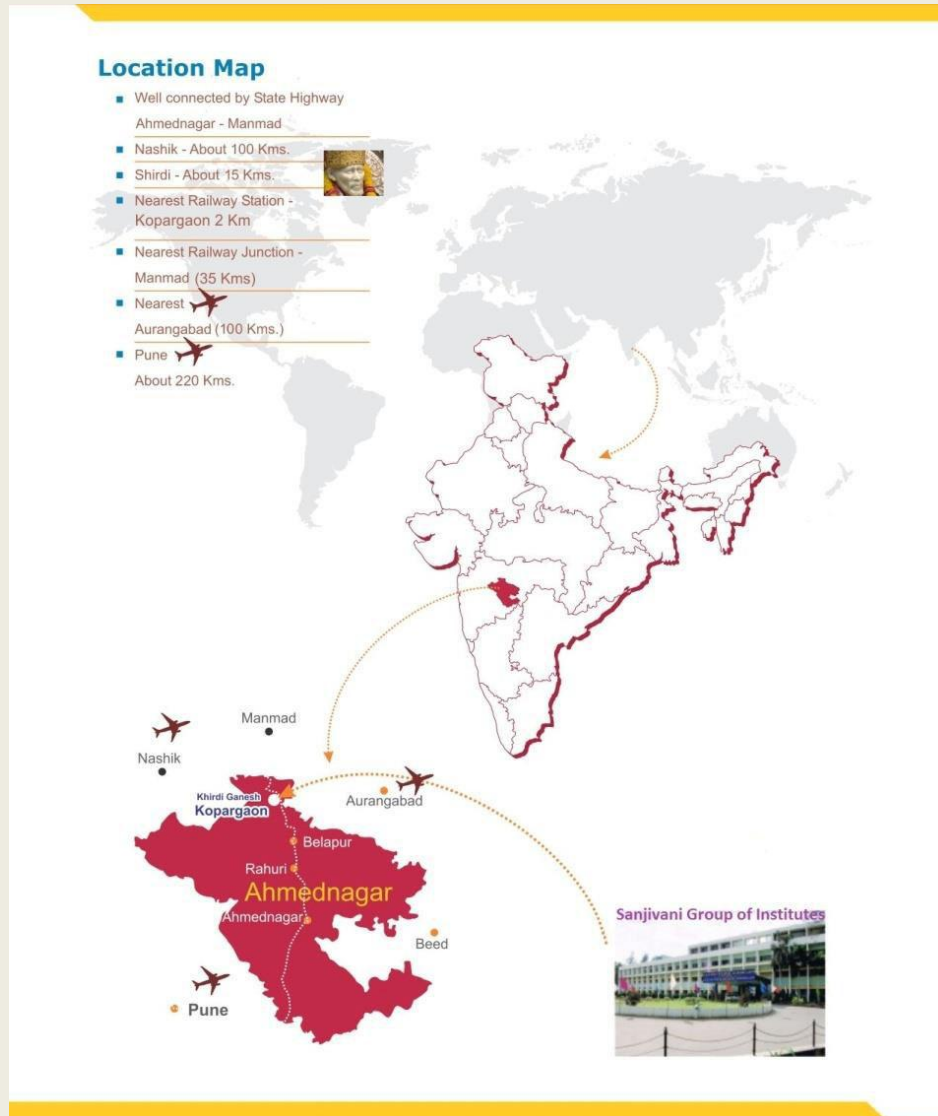 Location Map
Well connected by State Highway
Ahmednagar - Manmad
Nashik - About 100 Kms.
Shirdi - About 15 Kms.
Nearest Railway Station -
Kopargaon 2 Km
Nearest Railway Junction -
Manmad (35 Kms)
Nearest
Aurangabad (100 Kms.)
Pune
About 220 Kms.
Manmad
Nashik
Khirdi Ganesh
Kopargaon
Aurangabad
Belapur
Rahuri
Ahmednagar
Ahmednagar
Beed
Pune
Sanjivani Group of Institutes